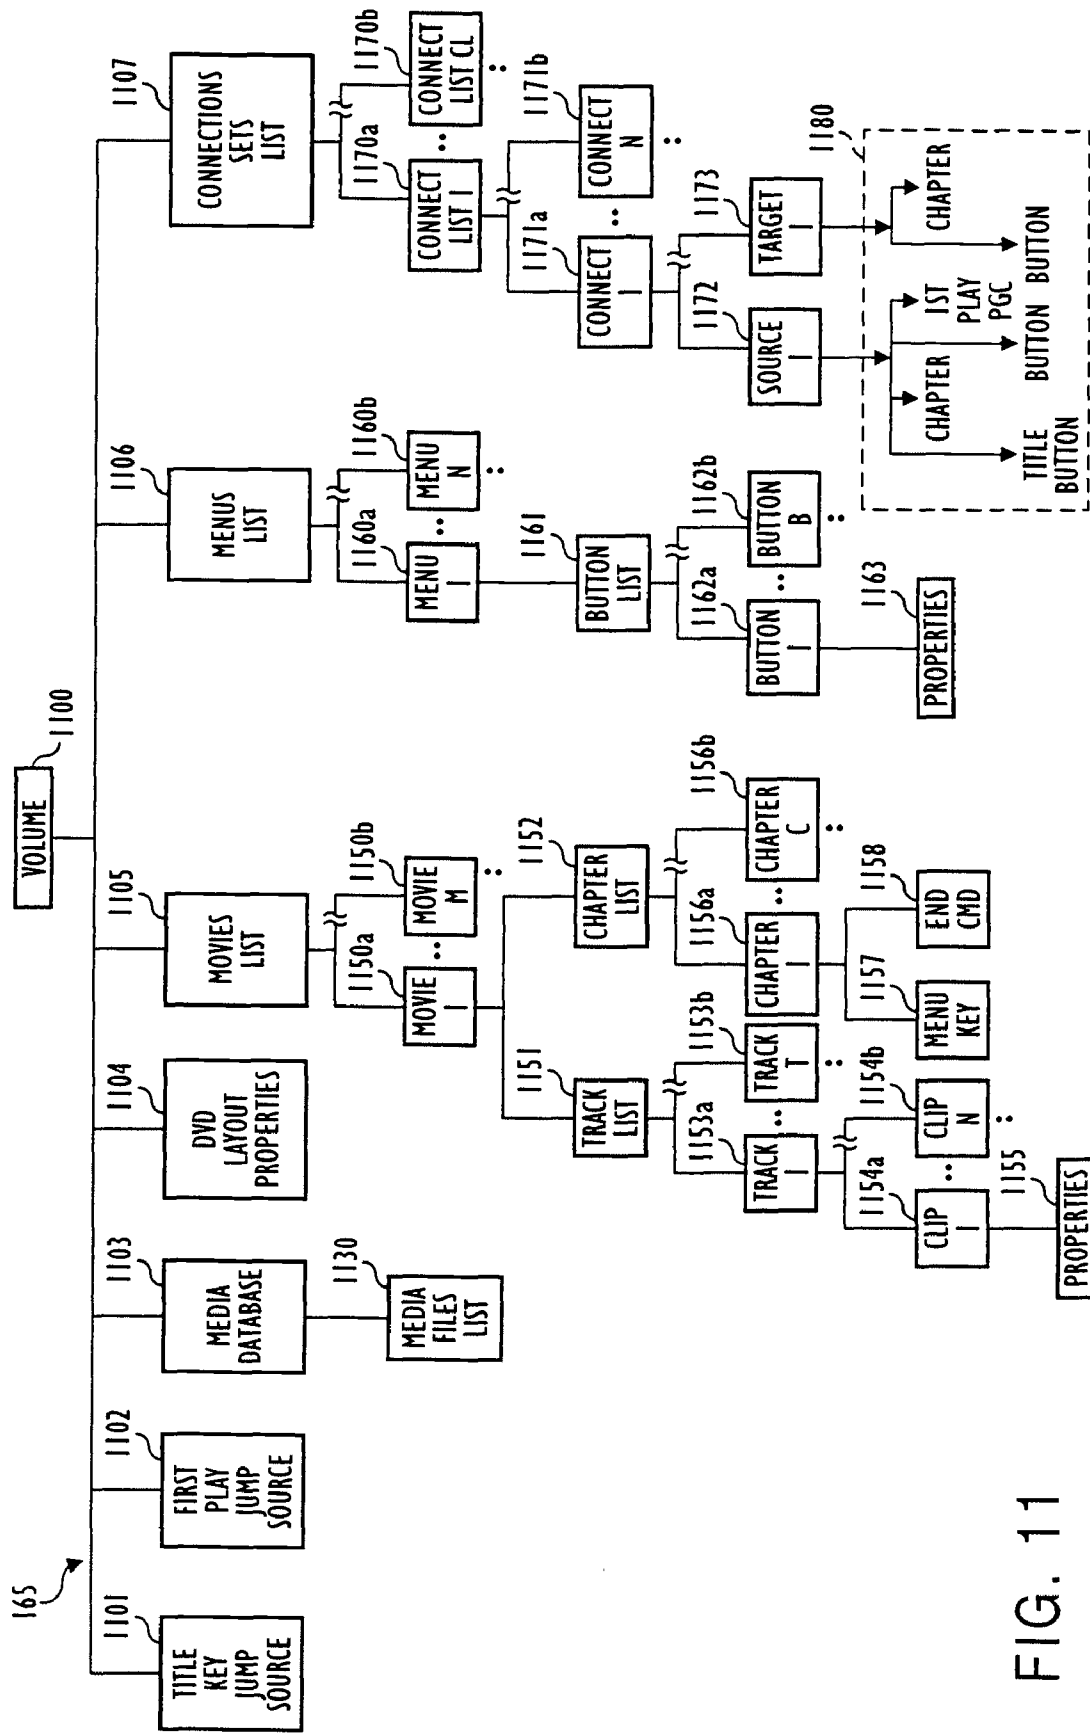 VOLUME
1100
165
1101
TITLE
KEY
JUMP
SOURCE
1102
FIRST
PLAY
JUMP
SOURCE
1103
MEDIA
DATABASE
1130
MEDIA
FILES
LIST
1104
DVD
LAYOUT
PROPERTIES
1105
MOVIES
LIST
1150a
MOVIE
1
1150b
MOVIE
M
1151
TRACK
LIST
1152
CHAPTER
LIST
1153a
TRACK
1
1153b
TRACK
T
1154a
CLIP
1
1154b
CLIP
N
1155
PROPERTIES
1156a
CHAPTER
1
1156b
CHAPTER
C
1157
MENU
KEY
1158
END
CMD
1106
MENUS
LIST
1160a
MENU
1
1160b
MENU
N
1161
BUTTON
LIST
1162a
BUTTON
1
1162b
BUTTON
B
1163
PROPERTIES
1107
CONNECTIONS
SETS
LIST
1170a
CONNECT
LIST 1
1170b
CONNECT
LIST CL
1171a
CONNECT
1
1171b
CONNECT
N
1172
SOURCE
1
1173
TARGET
1
1180
TITLE
BUTTON
CHAPTER
BUTTON
1ST
PLAY
PGC
BUTTON
CHAPTER
FIG. 11